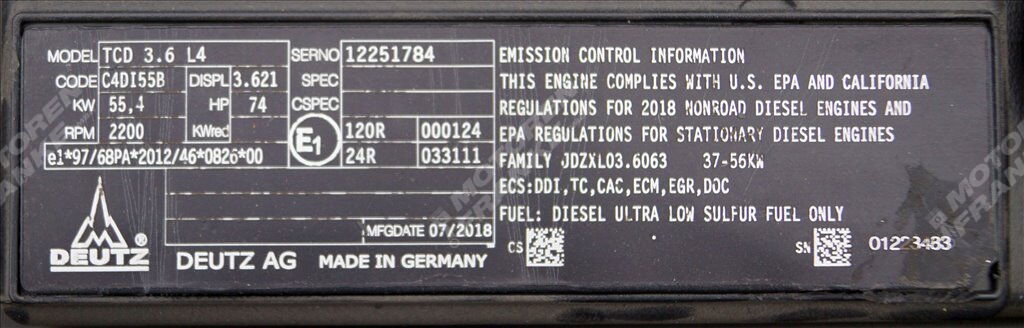 MODEL TCD 3.6 L4 SERNO 12251784
CODE C4DI55B DISPL 3.621 SPEC
KW 55,4 HP 74 CSPEC
RPM 2200 KWred E1 120R 000124
e1*97/68PA*2012/46*0826*00 24R 033111
MFGDATE 07/2018
DEUTZ ®
DEUTZ AG MADE IN GERMANY
EMISSION CONTROL INFORMATION
THIS ENGINE COMPLIES WITH U.S. EPA AND CALIFORNIA
REGULATIONS FOR 2018 NONROAD DIESEL ENGINES AND
EPA REGULATIONS FOR STATIONARY DIESEL ENGINES
FAMILY JDZXL03.6063 37-56KW
ECS:DDI,TC,CAC,ECM,EGR,DOC
FUEL: DIESEL ULTRA LOW SULFUR FUEL ONLY
CS SN 01223483
MOTOREN
FRANKE